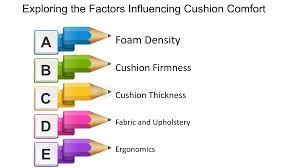 Exploring the Factors Influencing Cushion Comfort
A Foam Density
B Cushion Firmness
C Cushion Thickness
D Fabric and Upholstery
E Ergonomics